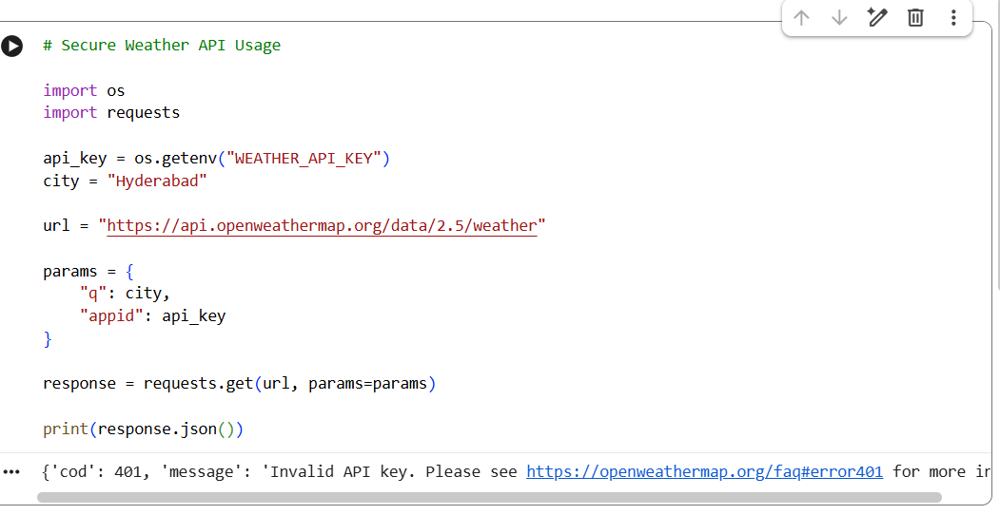 # Secure Weather API Usage
import os
import requests
api_key = os.getenv("WEATHER_API_KEY")
city = "Hyderabad"
url = "https://api.openweathermap.org/data/2.5/weather"
params = {
    "q": city,
    "appid": api_key
}
response = requests.get(url, params=params)
print(response.json())
{'cod': 401, 'message': 'Invalid API key. Please see https://openweathermap.org/faq#error401 for more